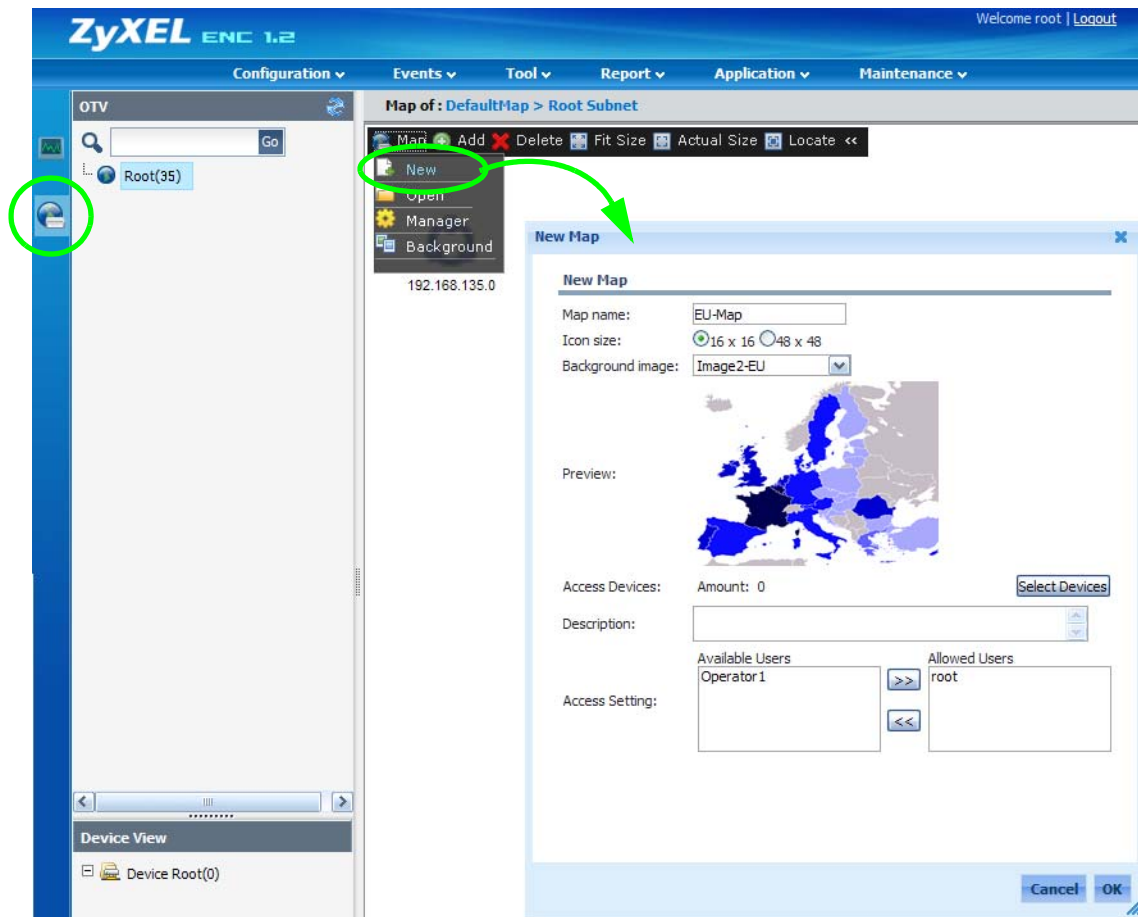 Welcome root | Logout
ZyXEL ENC 1.2
Configuration Events Tool Report Application Maintenance
OTV
Map of : DefaultMap > Root Subnet
Go
Map Add Delete Fit Size Actual Size Locate <<
Root(35)
New
Open
Manager
Background
192.168.135.0
New Map
New Map
Map name: EU-Map
Icon size: 16 x 16 48 x 48
Background image: Image2-EU
Preview:
Access Devices: Amount: 0 Select Devices
Description:
Available Users Allowed Users
Operator1 >> root
Access Setting:
<<
Device View
Device Root(0)
Cancel OK